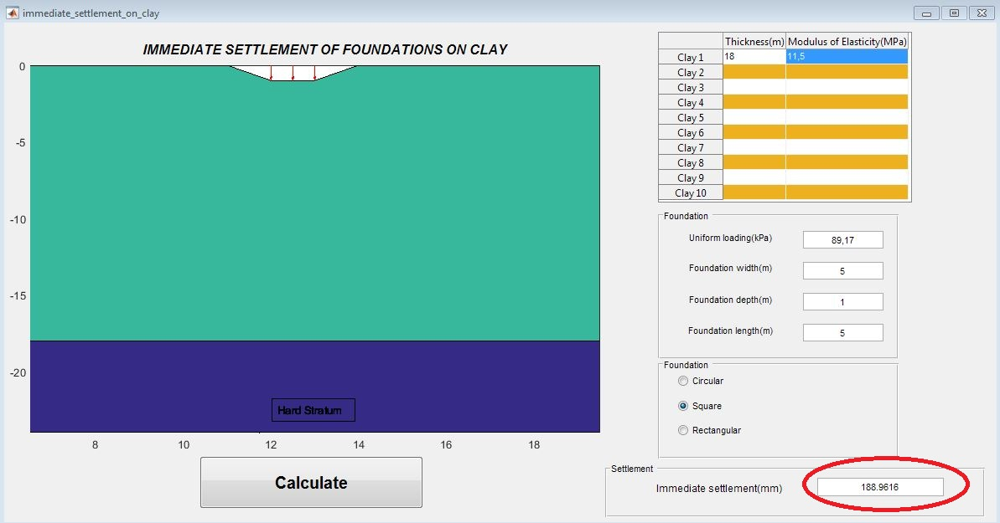 immediate_settlement_on_clay
IMMEDIATE SETTLEMENT OF FOUNDATIONS ON CLAY
0
-5
-10
-15
-20
Hard Stratum
8 10 12 14 16 18
Calculate
Thickness(m) Modulus of Elasticity(MPa)
Clay 1 18 11,5
Clay 2
Clay 3
Clay 4
Clay 5
Clay 6
Clay 7
Clay 8
Clay 9
Clay 10
Foundation
Uniform loading(kPa) 89,17
Foundation width(m) 5
Foundation depth(m) 1
Foundation length(m) 5
Foundation
Circular
Square
Rectangular
Settlement
Immediate settlement(mm) 188.9616